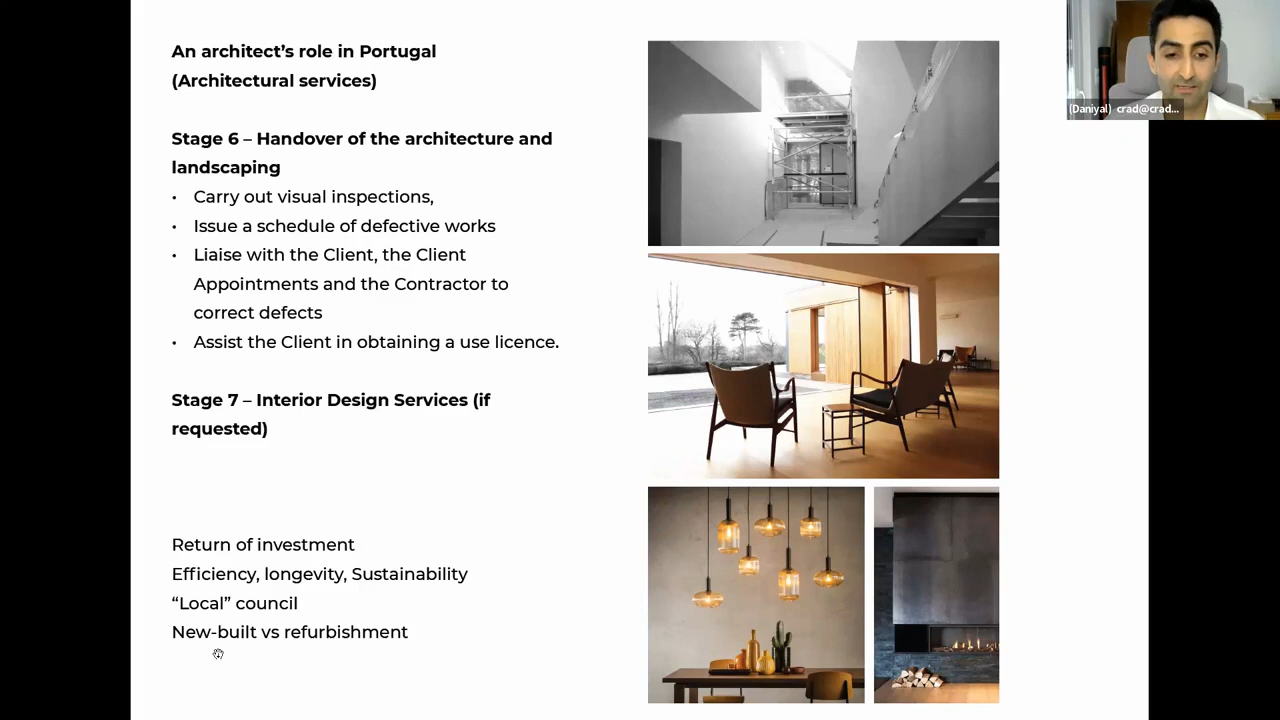 An architect’s role in Portugal
(Architectural services)
Stage 6 – Handover of the architecture and
landscaping
• Carry out visual inspections,
• Issue a schedule of defective works
• Liaise with the Client, the Client
Appointments and the Contractor to
correct defects
• Assist the Client in obtaining a use licence.
Stage 7 – Interior Design Services (if
requested)
Return of investment
Efficiency, longevity, Sustainability
“Local” council
New-built vs refurbishment
(Daniyal) crad@crad...